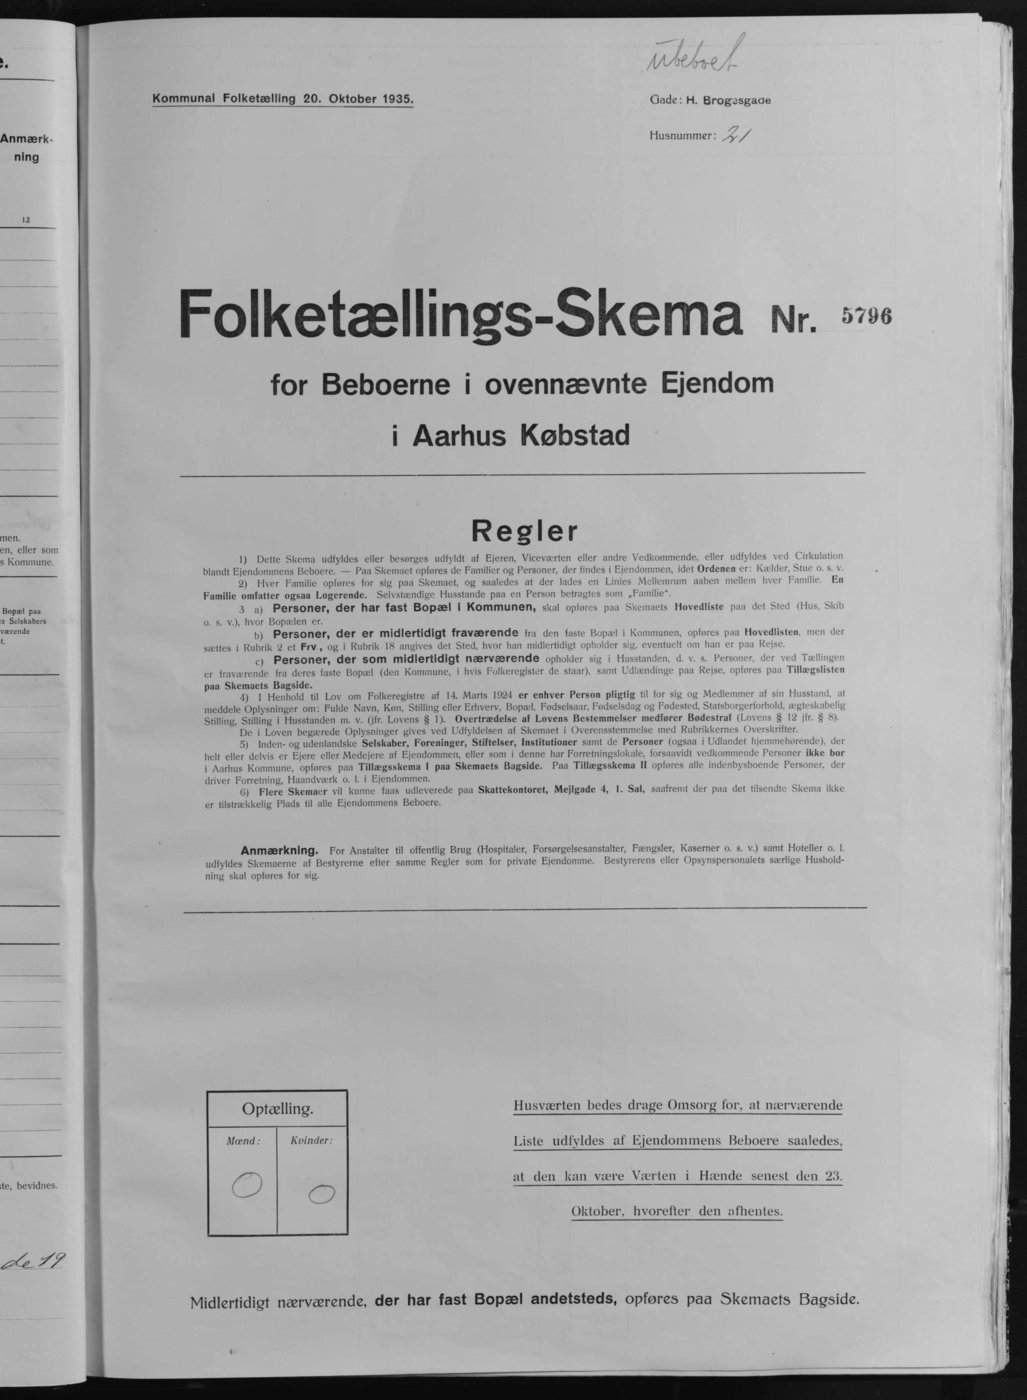 e.
Anmærk-
ning
12
men.
en, eller som
s Kommune.
Bopæl paa
te Selskabers
værende
t.
te, bevidnes.
de 19
ubeboet
Kommunal Folketælling 20. Oktober 1935.
Gade: H. Brogesgade
Husnummer: 21
Folketællings-Skema Nr. 5796
for Beboerne i ovennævnte Ejendom
i Aarhus Købstad
Regler
1) Dette Skema udfyldes eller besørges udfyldt af Ejeren, Viceværten eller andre Vedkommende, eller udfyldes ved Cirkulation
blandt Ejendommens Beboere. — Paa Skemaet opføres de Familier og Personer, der findes i Ejendommen, idet Ordenen er: Kælder, Stue o. s. v.
2) Hver Familie opføres for sig paa Skemaet, og saaledes at der lades en Linies Mellemrum aaben mellem hver Familie. En
Familie omfatter ogsaa Logerende. Selvstændige Husstande paa en Person betragtes som „Familie“.
3 a) Personer, der har fast Bopæl i Kommunen, skal opføres paa Skemaets Hovedliste paa det Sted (Hus, Skib
o. s. v.), hvor Bopælen er.
b) Personer, der er midlertidigt fraværende fra den faste Bopæl i Kommunen, opføres paa Hovedlisten, men der
sættes i Rubrik 2 et Frv., og i Rubrik 18 angives det Sted, hvor han midlertidigt opholder sig, eventuelt om han er paa Rejse.
c) Personer, der som midlertidigt nærværende opholder sig i Husstanden, d. v. s. Personer, der ved Tællingen
er fraværende fra deres faste Bopæl (den Kommune, i hvis Folkeregister de staar), samt Udlændinge paa Rejse, opføres paa Tillægslisten
paa Skemaets Bagside.
4) I Henhold til Lov om Folkeregistre af 14. Marts 1924 er enhver Person pligtig til for sig og Medlemmer af sin Husstand, at
meddele Oplysninger om: Fulde Navn, Køn, Stilling eller Erhverv, Bopæl, Fødselsaar, Fødselsdag og Fødested, Statsborgerforhold, ægteskabelig
Stilling, Stilling i Husstanden m. v. (jfr. Lovens § 1). Overtrædelse af Lovens Bestemmelser medfører Bødestraf (Lovens § 12 jfr. § 8).
De i Loven begærede Oplysninger gives ved Udfyldelsen af Skemaet i Overensstemmelse med Rubrikkernes Overskrifter.
5) Inden- og udenlandske Selskaber, Foreninger, Stiftelser, Institutioner samt de Personer (ogsaa i Udlandet hjemmehørende), der
helt eller delvis er Ejere eller Medejere af Ejendommen, eller som i denne har Forretningslokale, forsaavidt vedkommende Personer ikke bor
i Aarhus Kommune, opføres paa Tillægsskema I paa Skemaets Bagside. Paa Tillægsskema II opføres alle indenbysboende Personer, der
driver Forretning, Haandværk o. l. i Ejendommen.
6) Flere Skemaer vil kunne faas udleverede paa Skattekontoret, Mejlgade 4, 1. Sal, saafremt der paa det tilsendte Skema ikke
er tilstrækkelig Plads til alle Ejendommens Beboere.
Anmærkning. For Anstalter til offentlig Brug (Hospitaler, Forsørgelsesanstalter, Fængsler, Kaserner o. s. v.) samt Hoteller o. l.
udfyldes Skemaerne af Bestyrerne efter samme Regler som for private Ejendomme. Bestyrerens eller Opsynspersonalets særlige Hushold-
ning skal opføres for sig.
Optælling.
Mænd: Kvinder:
0 0
Husværten bedes drage Omsorg for, at nærværende
Liste udfyldes af Ejendommens Beboere saaledes,
at den kan være Værten i Hænde senest den 23.
Oktober, hvorefter den afhentes.
Midlertidigt nærværende, der har fast Bopæl andetsteds, opføres paa Skemaets Bagside.